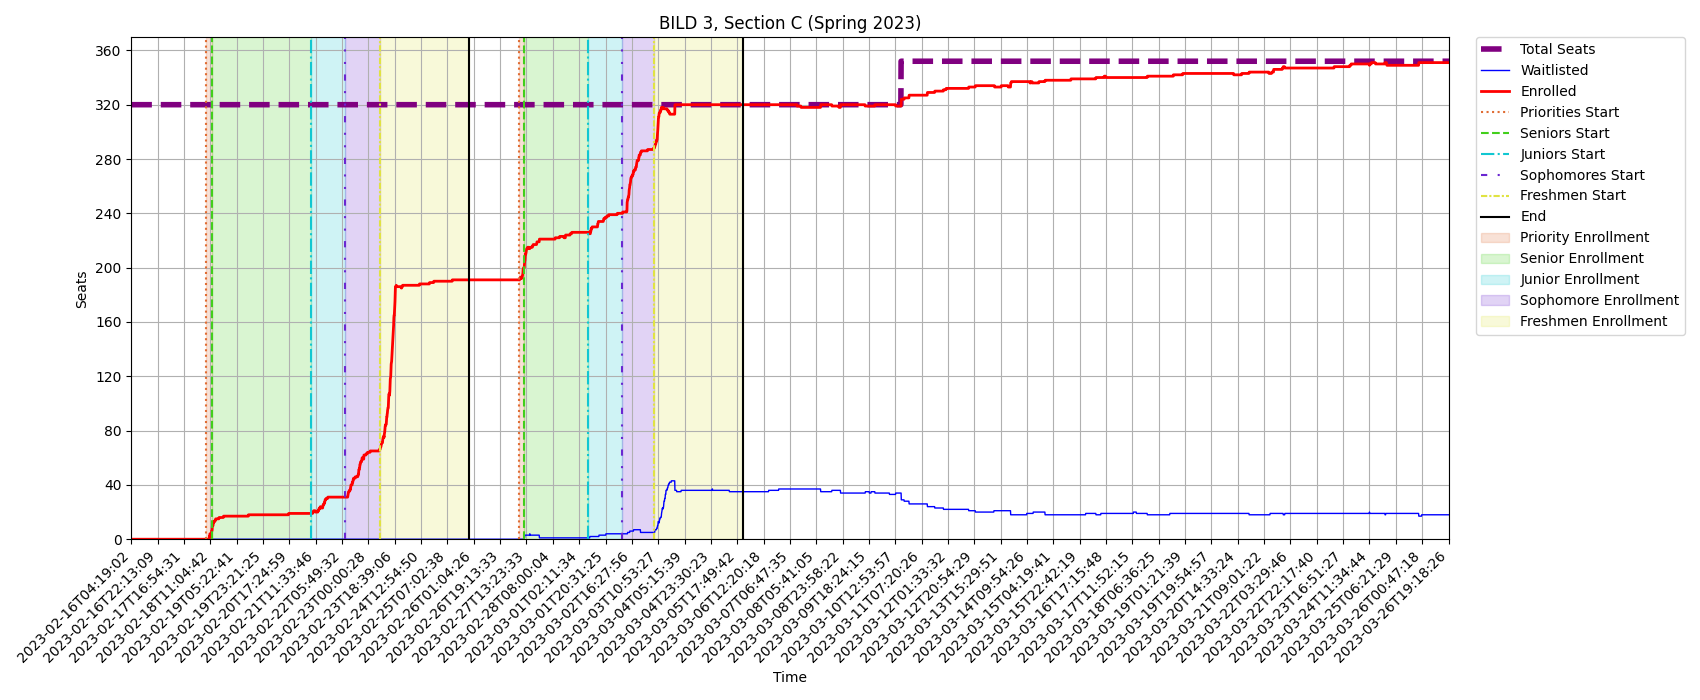 BILD 3, Section C (Spring 2023)
Seats
360
320
280
240
200
160
120
80
40
0
2023-02-16T04:19:02
2023-02-16T22:13:09
2023-02-17T16:54:31
2023-02-18T11:04:42
2023-02-19T05:22:41
2023-02-19T23:21:25
2023-02-20T17:24:59
2023-02-21T11:33:46
2023-02-22T05:49:32
2023-02-23T00:00:28
2023-02-23T18:39:06
2023-02-24T12:54:50
2023-02-25T07:02:38
2023-02-26T01:04:26
2023-02-26T19:13:33
2023-02-27T13:23:33
2023-02-28T08:00:04
2023-03-01T02:11:34
2023-03-01T20:31:25
2023-03-02T16:27:56
2023-03-03T10:53:27
2023-03-04T05:15:39
2023-03-04T23:30:23
2023-03-05T17:49:42
2023-03-06T12:20:18
2023-03-07T06:47:35
2023-03-08T05:41:05
2023-03-08T23:58:22
2023-03-09T18:24:15
2023-03-10T12:53:57
2023-03-11T07:20:26
2023-03-12T01:33:32
2023-03-12T20:54:29
2023-03-13T15:29:51
2023-03-14T09:54:26
2023-03-15T04:19:41
2023-03-15T22:42:19
2023-03-16T17:15:48
2023-03-17T11:52:15
2023-03-18T06:36:25
2023-03-19T01:21:39
2023-03-19T19:54:57
2023-03-20T14:33:24
2023-03-21T09:01:22
2023-03-22T03:29:46
2023-03-22T22:17:40
2023-03-23T16:51:27
2023-03-24T11:34:44
2023-03-25T06:21:29
2023-03-26T00:47:18
2023-03-26T19:18:26
Time
Total Seats
Waitlisted
Enrolled
Priorities Start
Seniors Start
Juniors Start
Sophomores Start
Freshmen Start
End
Priority Enrollment
Senior Enrollment
Junior Enrollment
Sophomore Enrollment
Freshmen Enrollment